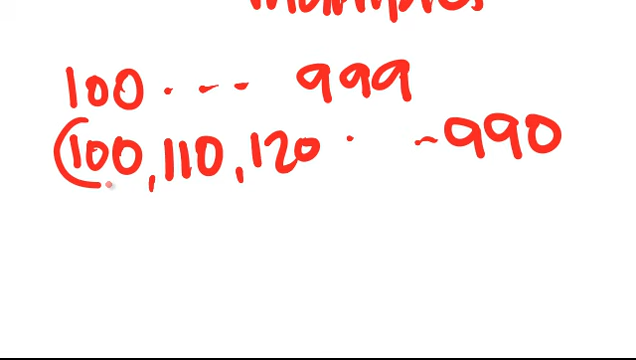 100 . - - 999
(100, 110, 120 . - 990